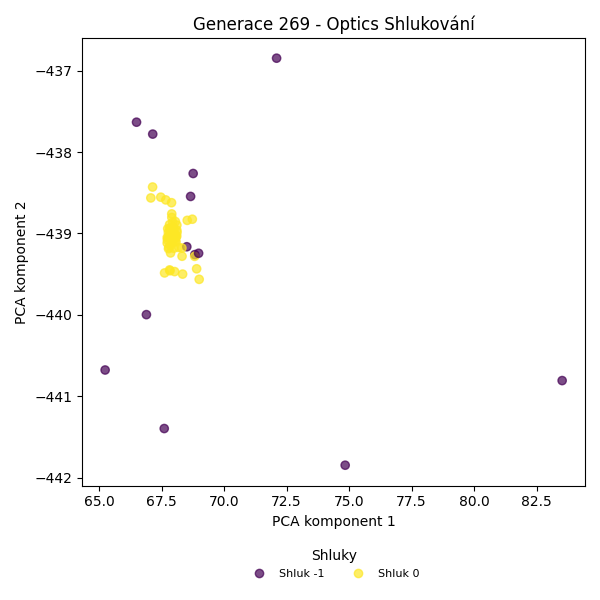 Generace 269 - Optics Shlukování
PCA komponent 2
−437
−438
−439
−440
−441
−442
65.0 67.5 70.0 72.5 75.0 77.5 80.0 82.5
PCA komponent 1
Shluky
Shluk -1 Shluk 0